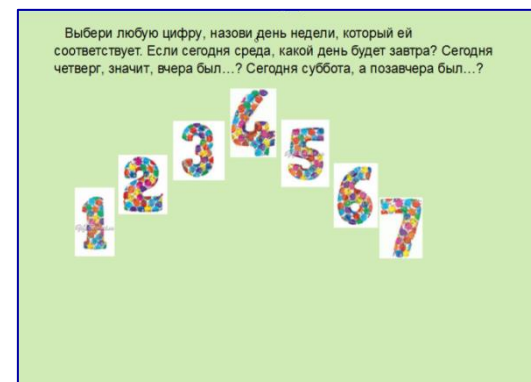 Выбери любую цифру, назови день недели, который ей
соответствует. Если сегодня среда, какой день будет завтра? Сегодня
четверг, значит, вчера был…? Сегодня суббота, а позавчера был…?
4
3 5
2 6
1 7